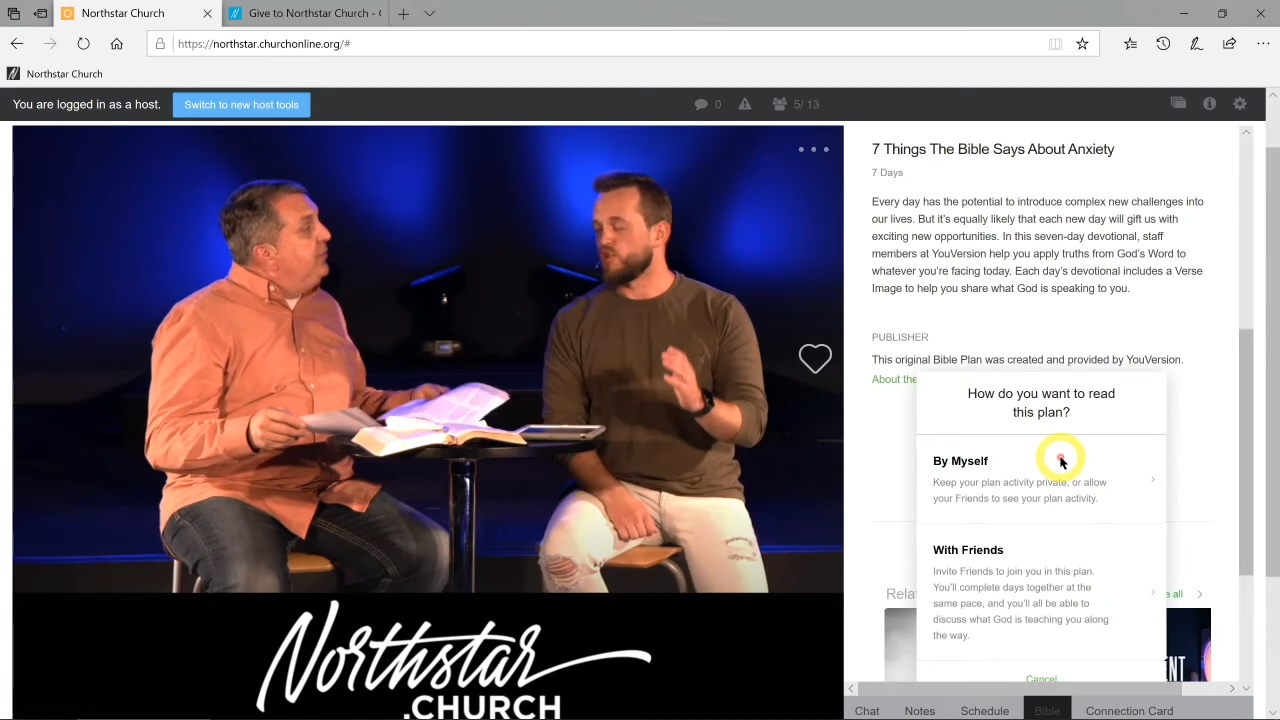 Northstar Church
Give to Northstar -
https://northstar.churchonline.org/#
Northstar Church
You are logged in as a host.
Switch to new host tools
0
5/ 13
7 Things The Bible Says About Anxiety
7 Days
Every day has the potential to introduce complex new challenges into
our lives. But it's equally likely that each new day will gift us with
exciting new opportunities. In this seven-day devotional, staff
members at YouVersion help you apply truths from God's Word to
whatever you're facing today. Each day's devotional includes a Verse
Image to help you share what God is speaking to you.
PUBLISHER
This original Bible Plan was created and provided by YouVersion.
About the
How do you want to read
this plan?
By Myself
Keep your plan activity private, or allow
your Friends to see your plan activity.
With Friends
Invite Friends to join you in this plan.
You'll complete days together at the
same pace, and you'll all be able to
discuss what God is teaching you along
the way.
Cancel
Northstar
.CHURCH
Chat
Notes
Schedule
Bible
Connection Card